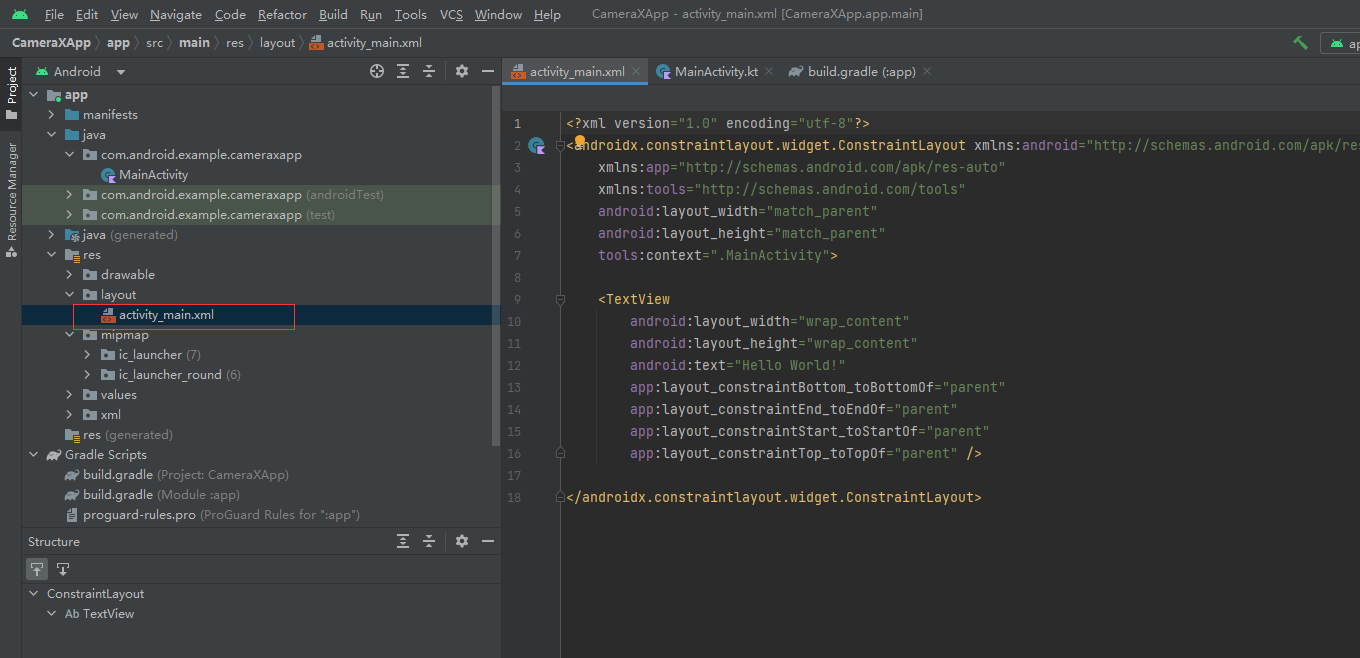 File Edit View Navigate Code Refactor Build Run Tools VCS Window Help CameraXApp - activity_main.xml [CameraXApp.app.main]
CameraXApp app src main res layout activity_main.xml
Project
Resource Manager
Android
app
manifests
java
com.android.example.cameraxapp
MainActivity
com.android.example.cameraxapp (androidTest)
com.android.example.cameraxapp (test)
java (generated)
res
drawable
layout
activity_main.xml
mipmap
ic_launcher (7)
ic_launcher_round (6)
values
xml
res (generated)
Gradle Scripts
build.gradle (Project: CameraXApp)
build.gradle (Module :app)
proguard-rules.pro (ProGuard Rules for ":app")
Structure
ConstraintLayout
Ab TextView
activity_main.xml MainActivity.kt build.gradle (:app)
1 <?xml version="1.0" encoding="utf-8"?>
2 <androidx.constraintlayout.widget.ConstraintLayout xmlns:android="http://schemas.android.com/apk/res
3 xmlns:app="http://schemas.android.com/apk/res-auto"
4 xmlns:tools="http://schemas.android.com/tools"
5 android:layout_width="match_parent"
6 android:layout_height="match_parent"
7 tools:context=".MainActivity">
8
9 <TextView
10 android:layout_width="wrap_content"
11 android:layout_height="wrap_content"
12 android:text="Hello World!"
13 app:layout_constraintBottom_toBottomOf="parent"
14 app:layout_constraintEnd_toEndOf="parent"
15 app:layout_constraintStart_toStartOf="parent"
16 app:layout_constraintTop_toTopOf="parent" />
17
18 </androidx.constraintlayout.widget.ConstraintLayout>